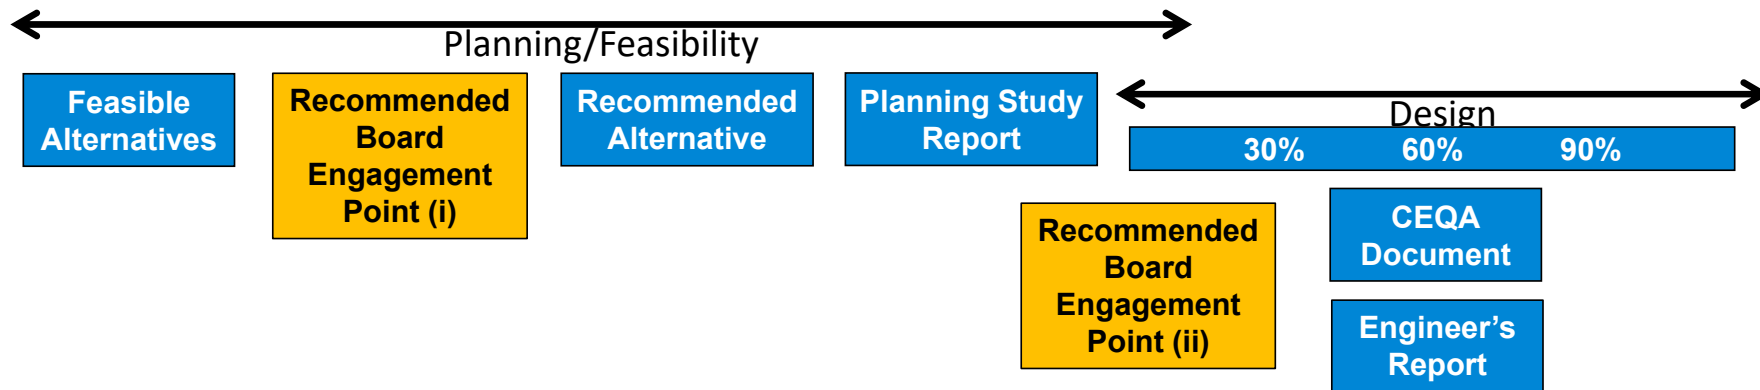 Planning/Feasibility
Feasible
Alternatives
Recommended
Board
Engagement
Point (i)
Recommended
Alternative
Planning Study
Report
Design
30% 60% 90%
Recommended
Board
Engagement
Point (ii)
CEQA
Document
Engineer’s
Report